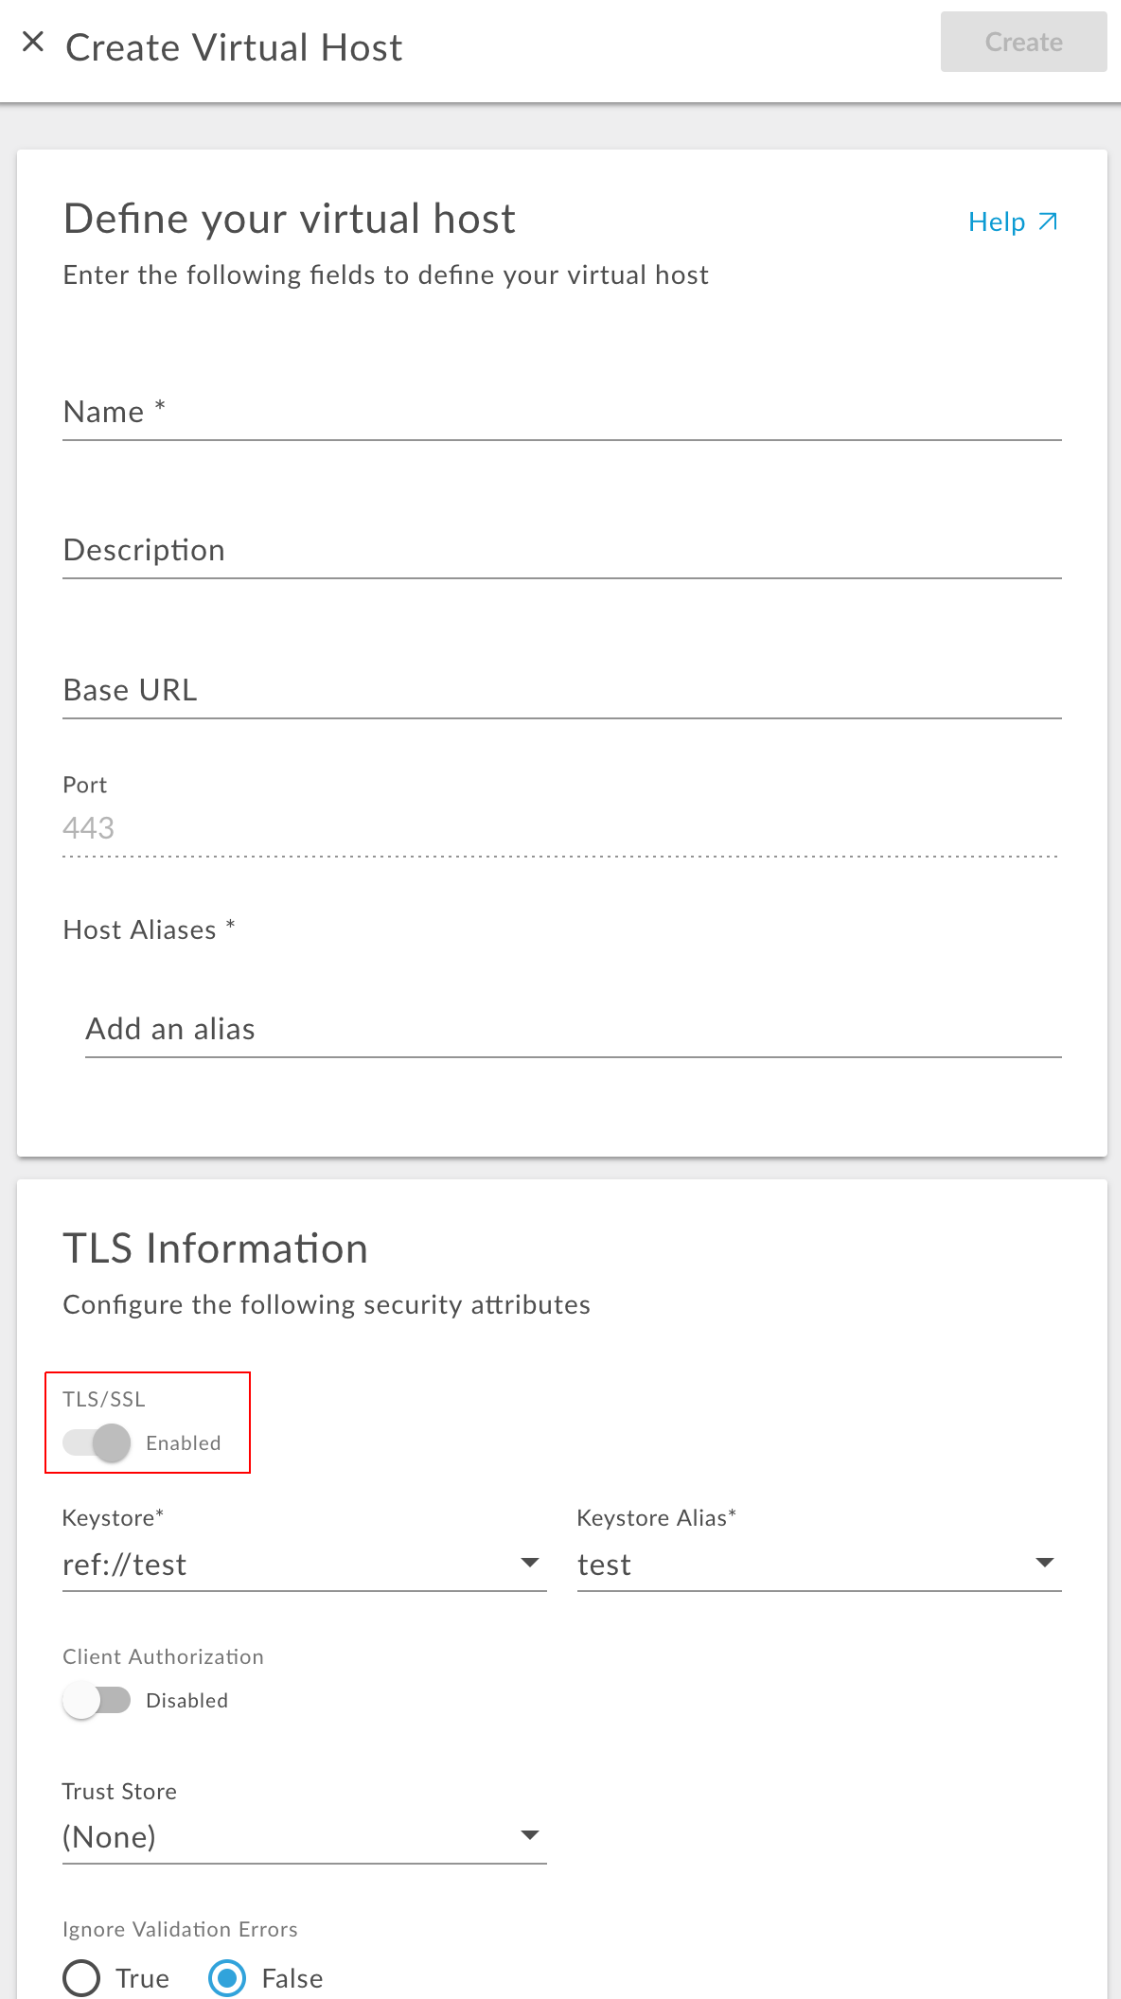 Create Virtual Host
Create
Define your virtual host
Help
Enter the following fields to define your virtual host
Name *
Description
Base URL
Port
443
Host Aliases *
Add an alias
TLS Information
Configure the following security attributes
TLS/SSL
Enabled
Keystore* Keystore Alias*
ref://test test
Client Authorization
Disabled
Trust Store
(None)
Ignore Validation Errors
True False